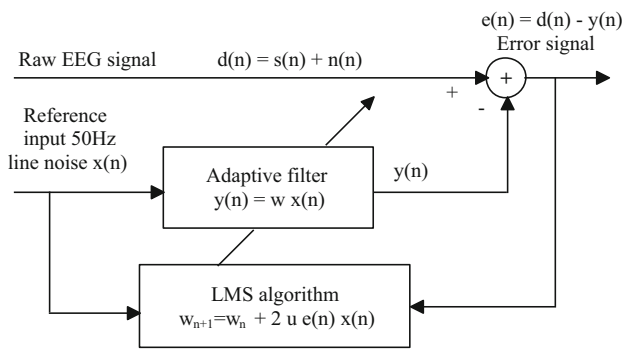 e(n) = d(n) - y(n)
Error signal
Raw EEG signal d(n) = s(n) + n(n)
+
+
-
Reference
input 50Hz
line noise x(n)
Adaptive filter
y(n) = w x(n)
y(n)
LMS algorithm
wₙ₊₁=wₙ + 2 u e(n) x(n)